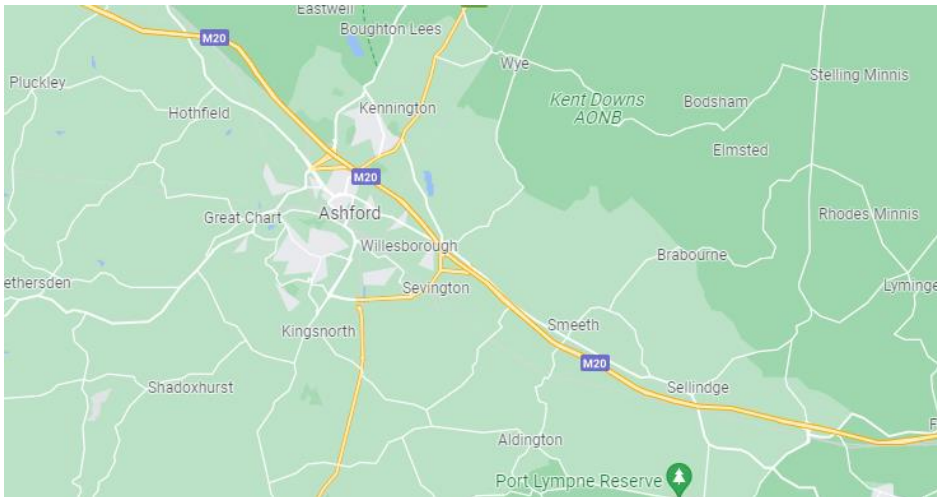 Eastwell
Boughton Lees
M20
Wye
Stelling Minnis
Pluckley
Kent Downs
AONB
Bodsham
Kennington
Hothfield
Elmsted
M20
Ashford
Great Chart
Rhodes Minnis
Willesborough
Brabourne
ethersden
Sevington
Lyminge
Smeeth
Kingsnorth
M20
Shadoxhurst
Sellindge
F
Aldington
Port Lympne Reserve